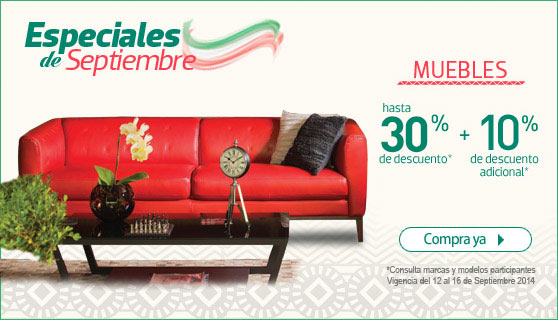 Especiales
de Septiembre
MUEBLES
hasta
30% + 10%
de descuento* de descuento
adicional*
Compra ya
*Consulta marcas y modelos participantes
Vigencia del 12 al 16 de Septiembre 2014